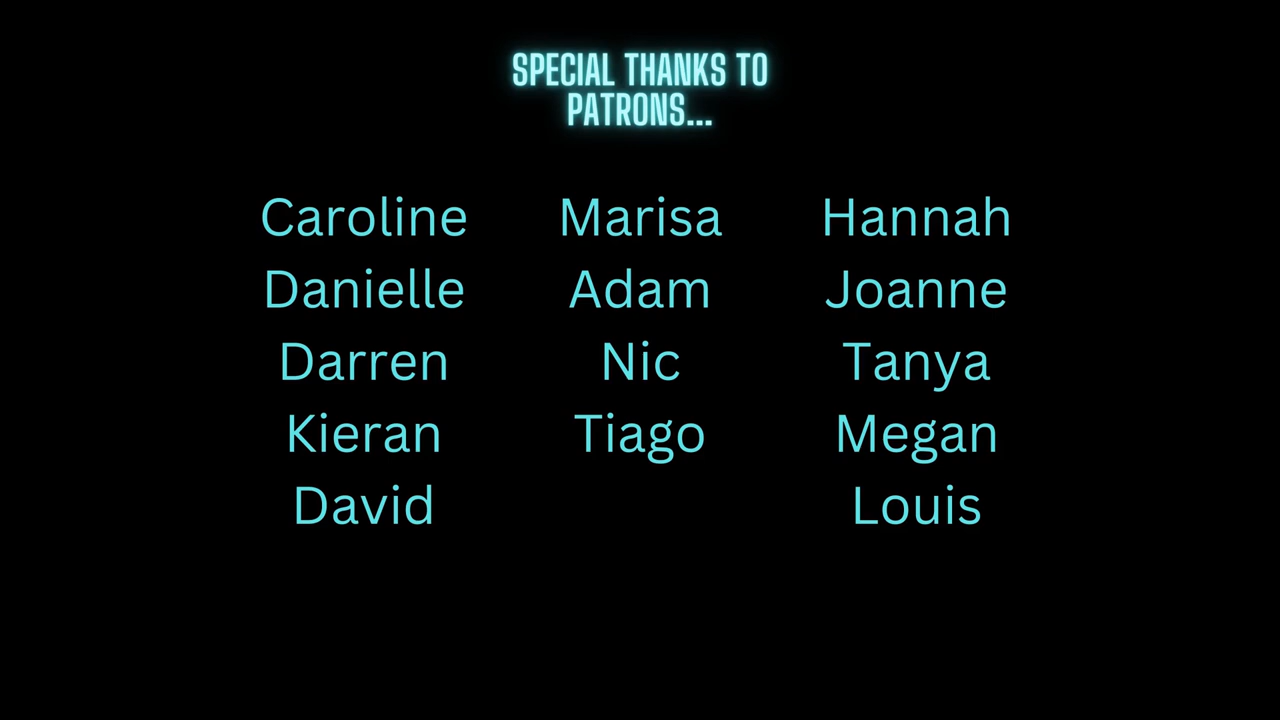 SPECIAL THANKS TO
PATRONS...
Caroline
Danielle
Darren
Kieran
David
Marisa
Adam
Nic
Tiago
Hannah
Joanne
Tanya
Megan
Louis